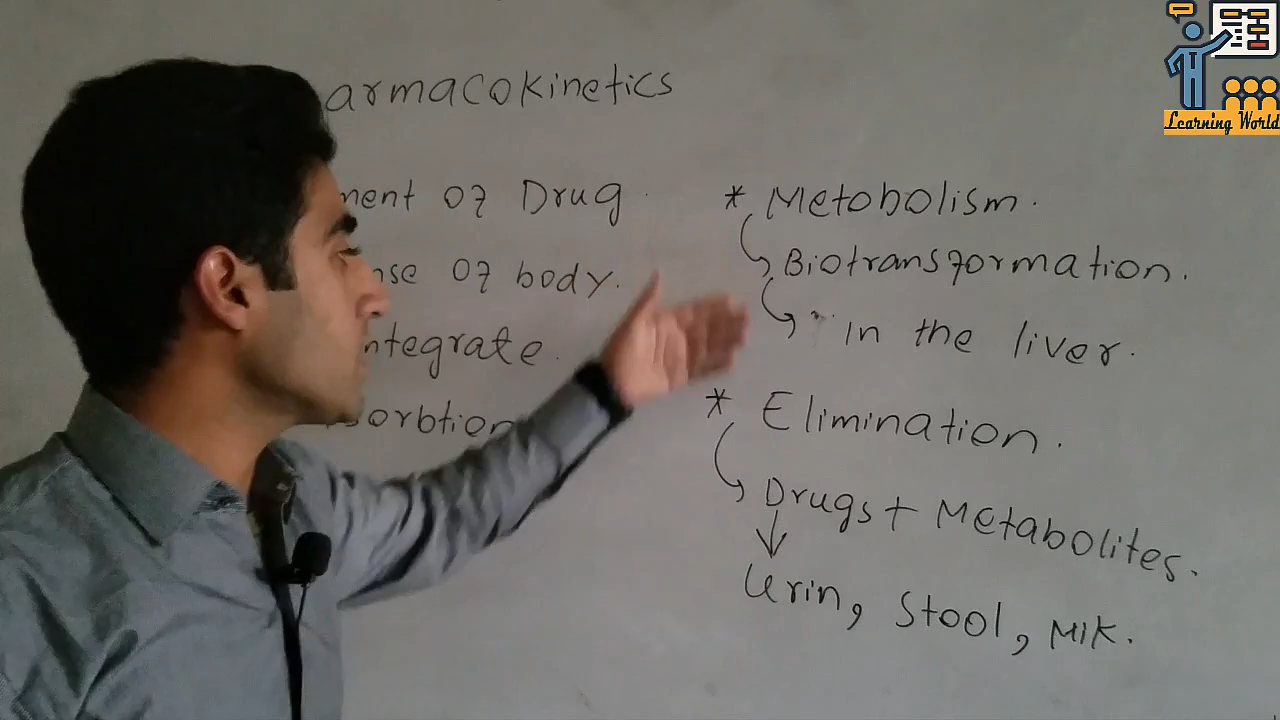 armacokinetics
ment of Drug.
nse of body.
ntegrate.
sorbtion
* Metobolism.
Biotransformation.
In the liver.
* Elimination.
Drugs + Metabolites.
Urin, Stool, Mik.
Learning World